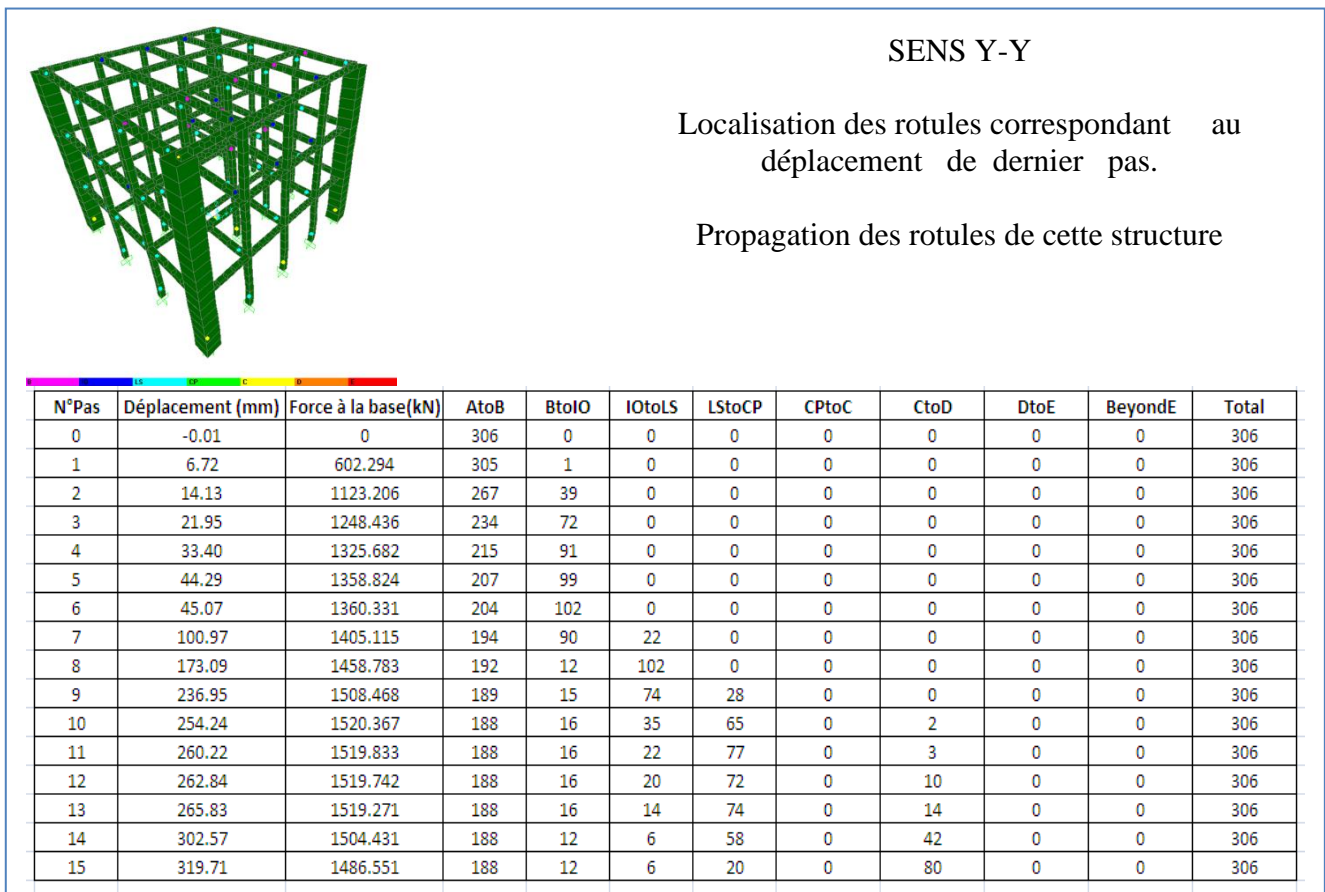 SENS Y-Y
Localisation des rotules correspondant au
déplacement de dernier pas.
Propagation des rotules de cette structure
B LS CP C D
N°Pas Déplacement (mm) Force à la base(kN) AtoB BtoIO IOtoLS LStoCP CPtoC CtoD DtoE BeyondE Total
0 -0.01 0 306 0 0 0 0 0 0 0 306
1 6.72 602.294 305 1 0 0 0 0 0 0 306
2 14.13 1123.206 267 39 0 0 0 0 0 0 306
3 21.95 1248.436 234 72 0 0 0 0 0 0 306
4 33.40 1325.682 215 91 0 0 0 0 0 0 306
5 44.29 1358.824 207 99 0 0 0 0 0 0 306
6 45.07 1360.331 204 102 0 0 0 0 0 0 306
7 100.97 1405.115 194 90 22 0 0 0 0 0 306
8 173.09 1458.783 192 12 102 0 0 0 0 0 306
9 236.95 1508.468 189 15 74 28 0 0 0 0 306
10 254.24 1520.367 188 16 35 65 0 2 0 0 306
11 260.22 1519.833 188 16 22 77 0 3 0 0 306
12 262.84 1519.742 188 16 20 72 0 10 0 0 306
13 265.83 1519.271 188 16 14 74 0 14 0 0 306
14 302.57 1504.431 188 12 6 58 0 42 0 0 306
15 319.71 1486.551 188 12 6 20 0 80 0 0 306